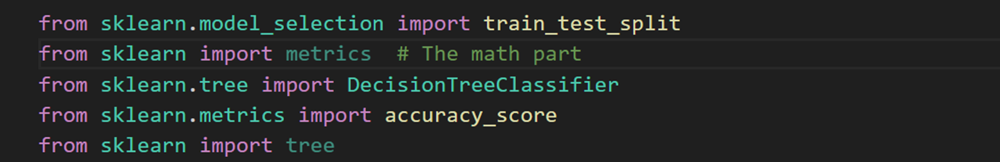 from sklearn.model_selection import train_test_split
from sklearn import metrics  # The math part
from sklearn.tree import DecisionTreeClassifier
from sklearn.metrics import accuracy_score
from sklearn import tree